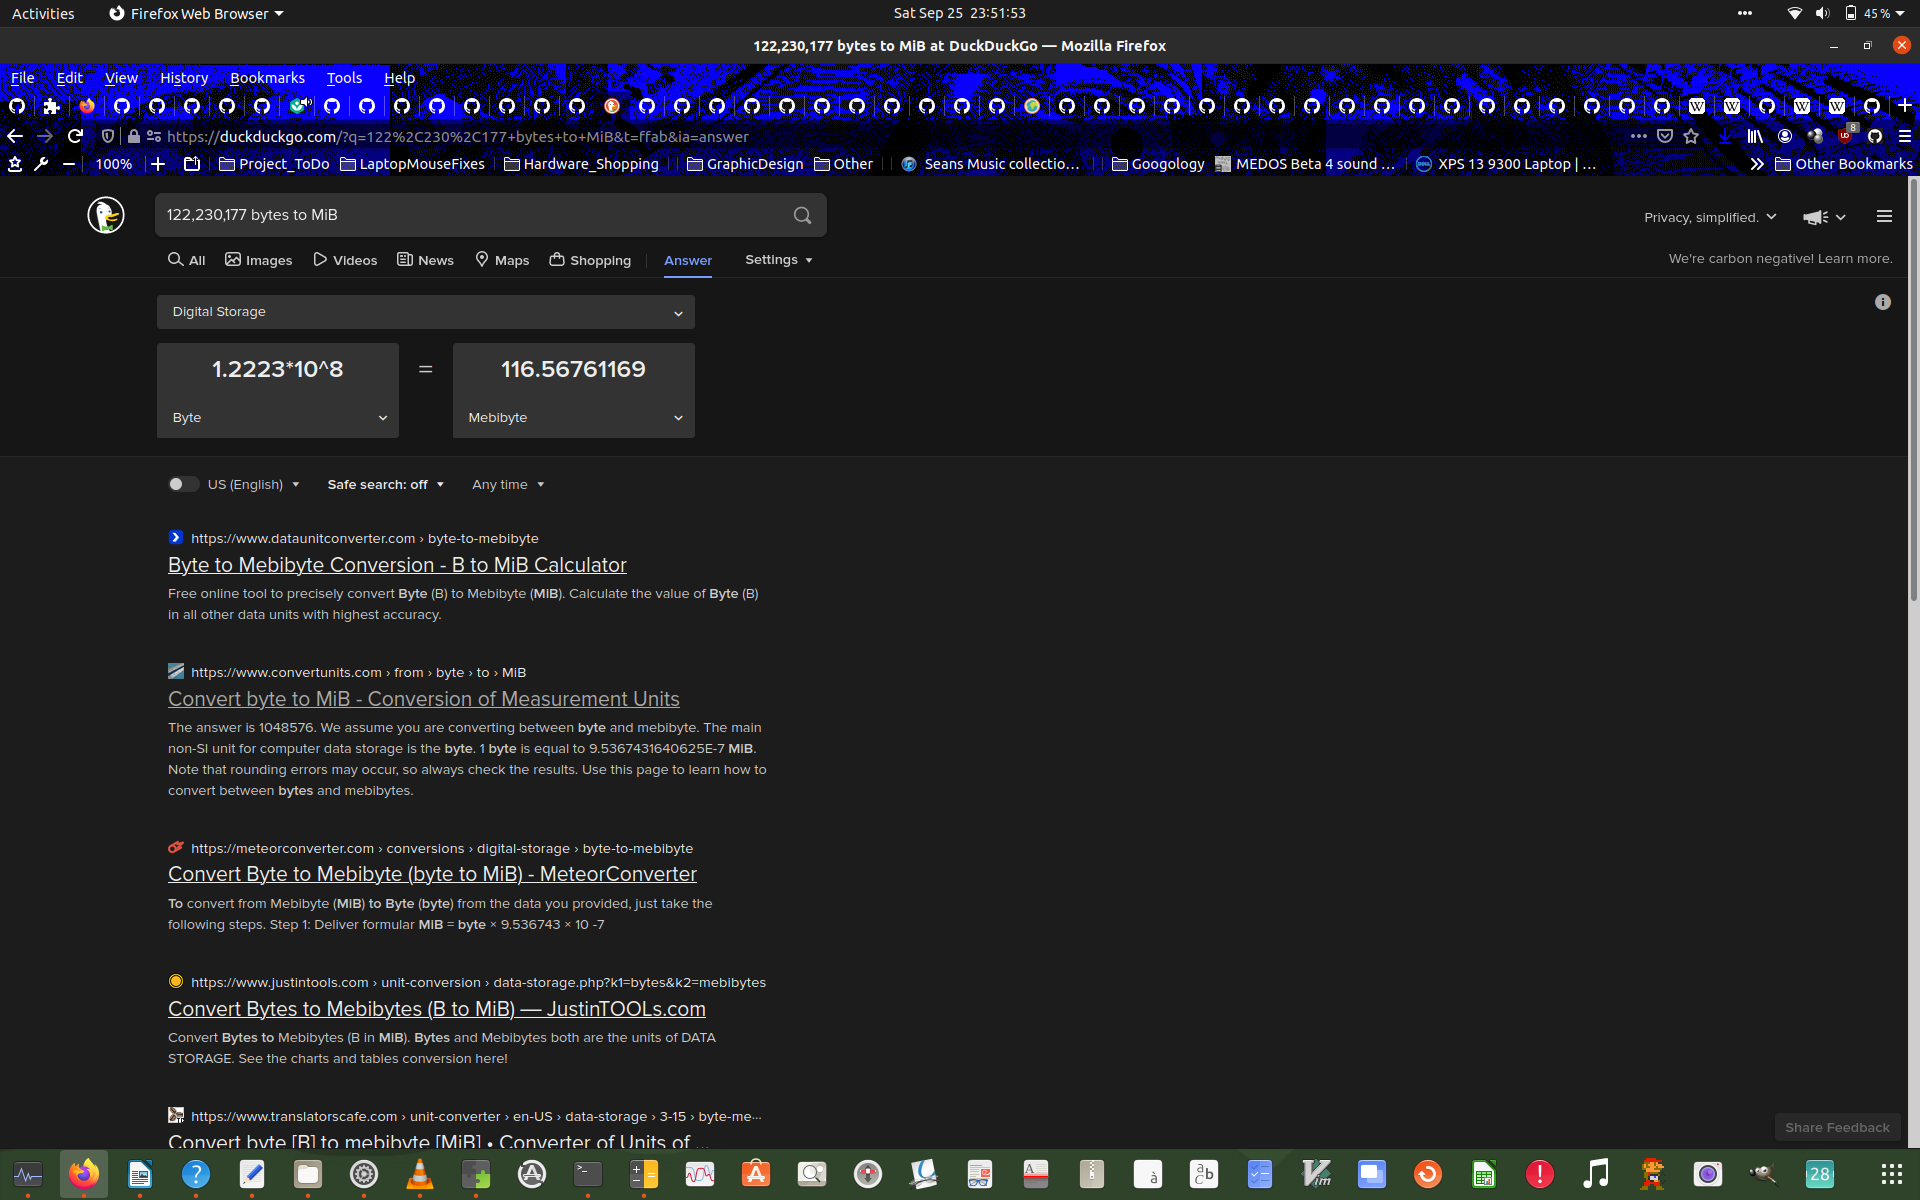 Activities Firefox Web Browser Sat Sep 25 23:51:53 45 %
122,230,177 bytes to MiB at DuckDuckGo — Mozilla Firefox
File Edit View History Bookmarks Tools Help
https://duckduckgo.com/?q=122%2C230%2C177+bytes+to+MiB&t=ffab&ia=answer 8
100% Project_ToDo LaptopMouseFixes Hardware_Shopping GraphicDesign Other Seans Music collectio… Googology MEDOS Beta 4 sound … XPS 13 9300 Laptop | … Other Bookmarks
122,230,177 bytes to MiB
Privacy, simplified.
All Images Videos News Maps Shopping Answer Settings
We're carbon negative! Learn more.
Digital Storage
1.2223*10^8 = 116.56761169
Byte Mebibyte
US (English) Safe search: off Any time
https://www.dataunitconverter.com › byte-to-mebibyte
Byte to Mebibyte Conversion - B to MiB Calculator
Free online tool to precisely convert Byte (B) to Mebibyte (MiB). Calculate the value of Byte (B)
in all other data units with highest accuracy.
https://www.convertunits.com › from › byte › to › MiB
Convert byte to MiB - Conversion of Measurement Units
The answer is 1048576. We assume you are converting between byte and mebibyte. The main
non-SI unit for computer data storage is the byte. 1 byte is equal to 9.5367431640625E-7 MiB.
Note that rounding errors may occur, so always check the results. Use this page to learn how to
convert between bytes and mebibytes.
https://meteorconverter.com › conversions › digital-storage › byte-to-mebibyte
Convert Byte to Mebibyte (byte to MiB) - MeteorConverter
To convert from Mebibyte (MiB) to Byte (byte) from the data you provided, just take the
following steps. Step 1: Deliver formular MiB = byte × 9.536743 × 10 -7
https://www.justintools.com › unit-conversion › data-storage.php?k1=bytes&k2=mebibytes
Convert Bytes to Mebibytes (B to MiB) — JustinTOOLs.com
Convert Bytes to Mebibytes (B in MiB). Bytes and Mebibytes both are the units of DATA
STORAGE. See the charts and tables conversion here!
https://www.translatorscafe.com › unit-converter › en-US › data-storage › 3-15 › byte-me…
Convert byte [B] to mebibyte [MiB] • Converter of Units of ...
Share Feedback
28